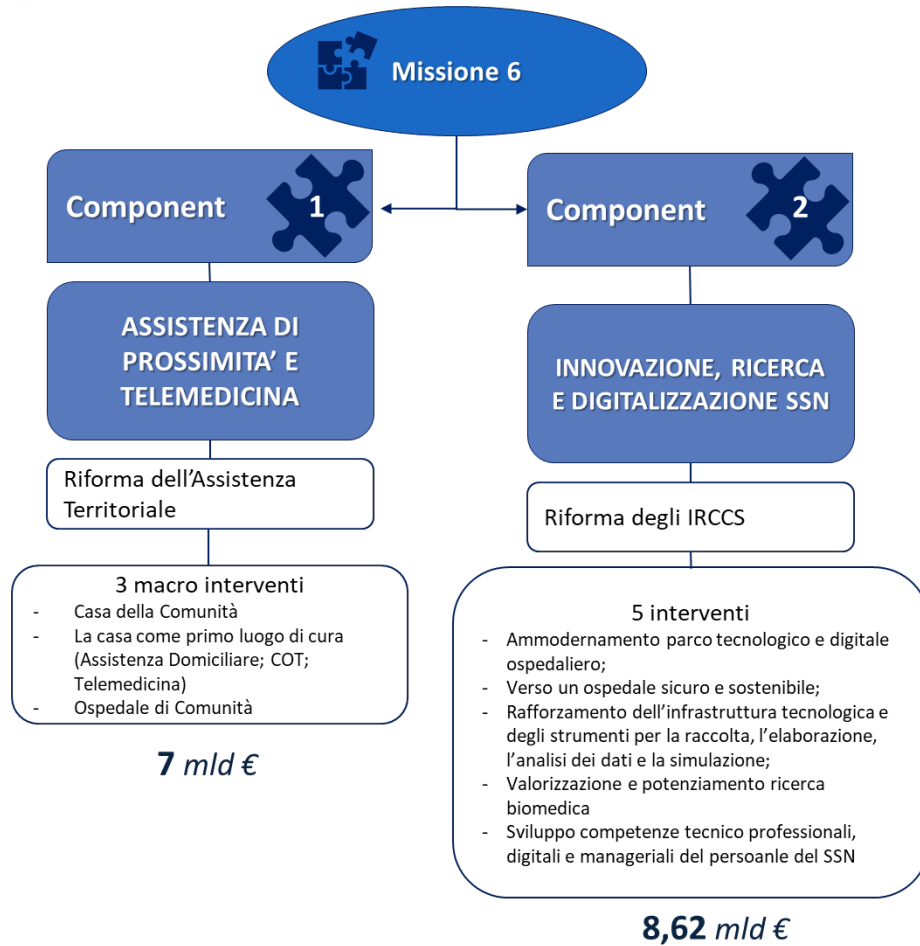 Missione 6
Component
1
ASSISTENZA DI
PROSSIMITA’ E
TELEMEDICINA
Riforma dell’Assistenza
Territoriale
3 macro interventi
- Casa della Comunità
- La casa come primo luogo di cura
(Assistenza Domiciliare; COT;
Telemedicina)
- Ospedale di Comunità
7 mld €
Component
2
INNOVAZIONE, RICERCA
E DIGITALIZZAZIONE SSN
Riforma degli IRCCS
5 interventi
- Ammodernamento parco tecnologico e digitale
ospedaliero;
- Verso un ospedale sicuro e sostenibile;
- Rafforzamento dell’infrastruttura tecnologica e
degli strumenti per la raccolta, l’elaborazione,
l’analisi dei dati e la simulazione;
- Valorizzazione e potenziamento ricerca
biomedica
- Sviluppo competenze tecnico professionali,
digitali e manageriali del persoanle del SSN
8,62 mld €